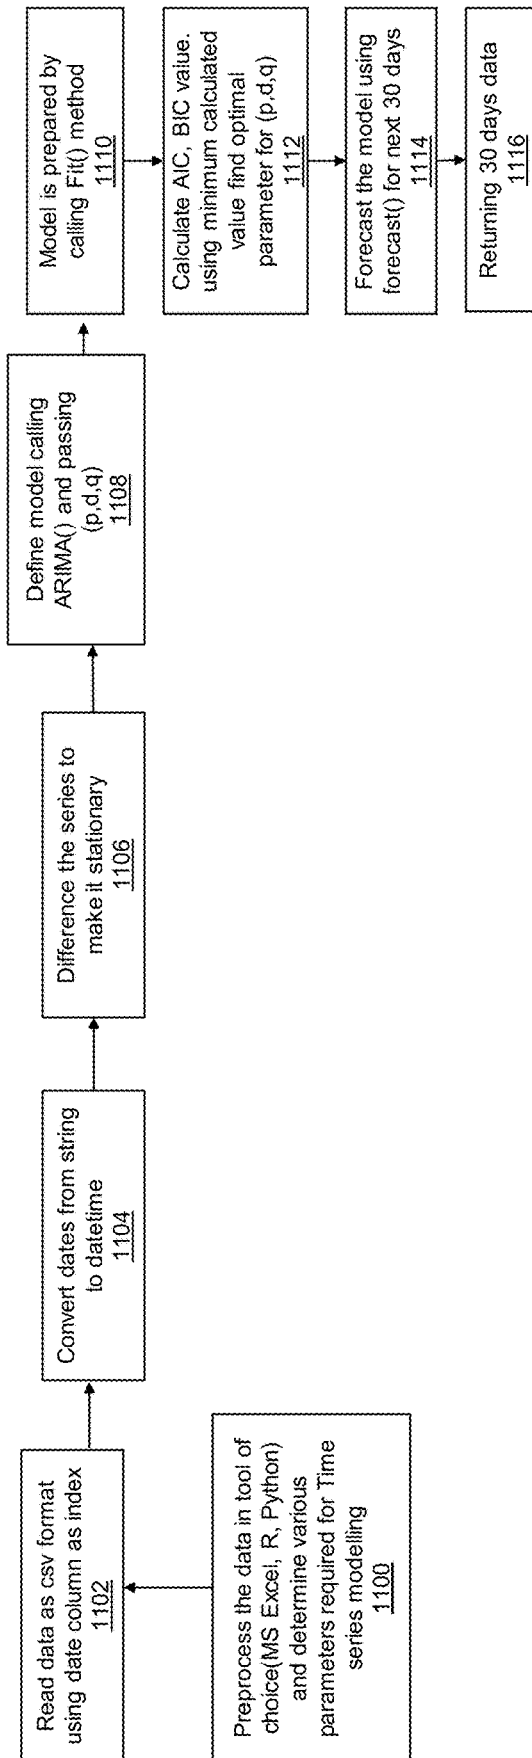 Preprocess the data in tool of
choice(MS Excel, R, Python)
and determine various
parameters required for Time
series modelling
1100
Read data as csv format
using date column as index
1102
Convert dates from string
to datetime
1104
Difference the series to
make it stationary
1106
Define model calling
ARIMA() and passing
(p,d,q)
1108
Model is prepared by
calling Fit() method
1110
Calculate AIC, BIC value.
using minimum calculated
value find optimal
parameter for (p,d,q)
1112
Forecast the model using
forecast() for next 30 days
1114
Returning 30 days data
1116